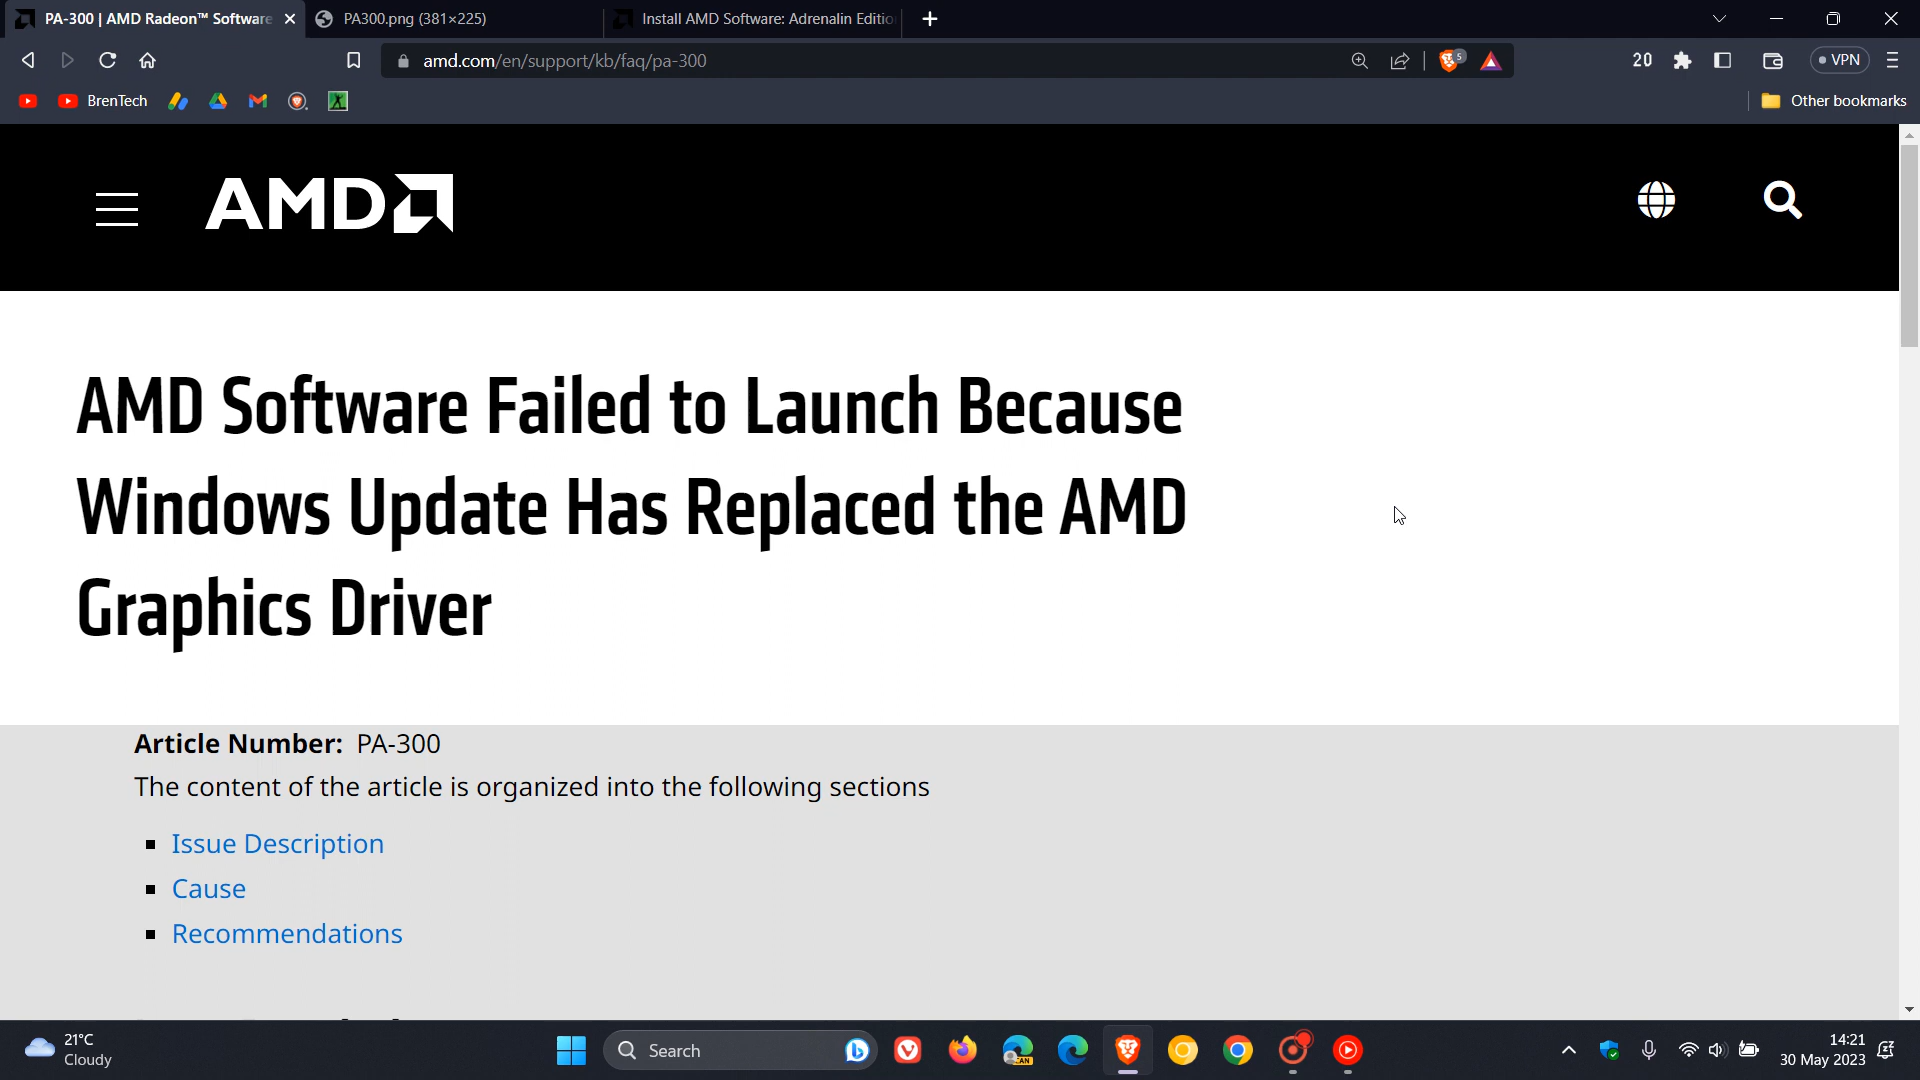 PA-300 | AMD Radeon™ Software
PA300.png (381×225)
Install AMD Software: Adrenalin Editio
amd.com/en/support/kb/faq/pa-300
5
20
VPN
BrenTech
Other bookmarks
AMD
AMD Software Failed to Launch Because
Windows Update Has Replaced the AMD
Graphics Driver
Article Number: PA-300
The content of the article is organized into the following sections
Issue Description
Cause
Recommendations
21°C
Cloudy
Search
CAN
14:21
30 May 2023